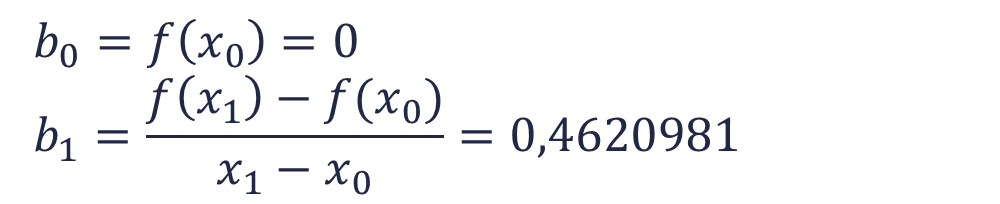 b₀ = f(x₀) = 0
b₁ = (f(x₁) − f(x₀)) / (x₁ − x₀) = 0,4620981